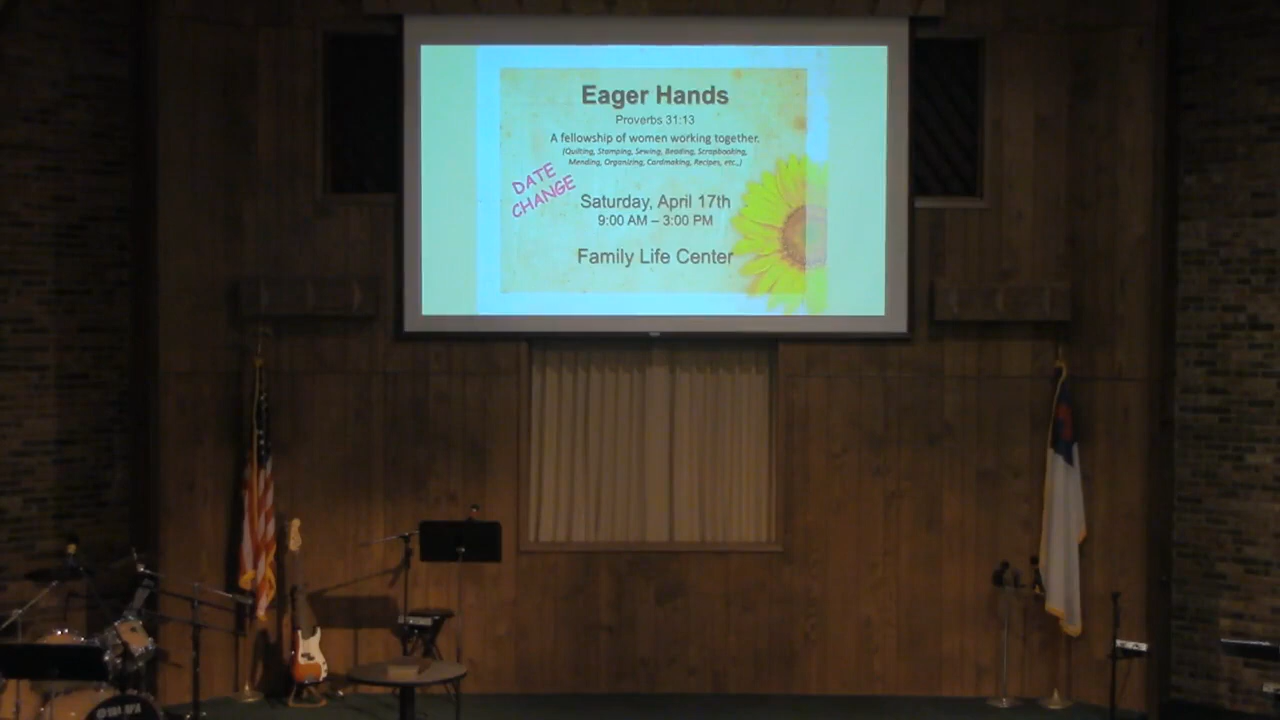 Eager Hands
Proverbs 31:13
A fellowship of women working together.
(Quilting, Stamping, Sewing, Beading, Scrapbooking,
Mending, Organizing, Cardmaking, Recipes, etc.,)
DATE
CHANGE
Saturday, April 17th
9:00 AM – 3:00 PM
Family Life Center